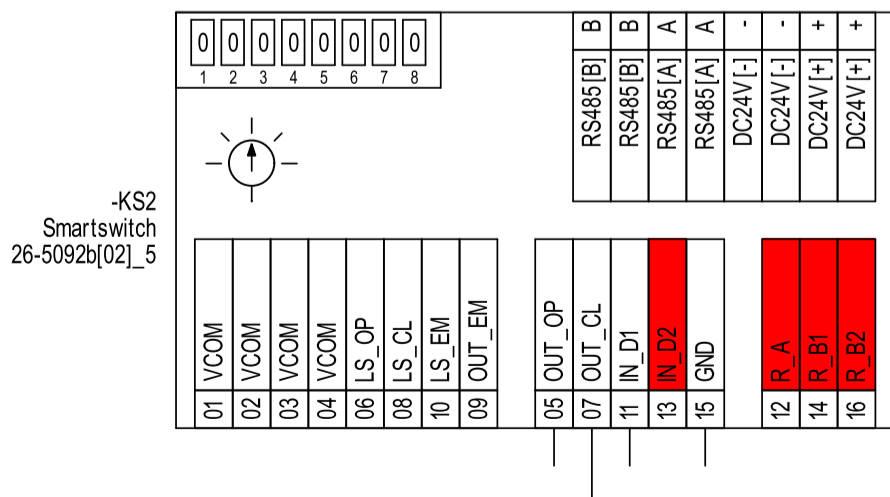 0 0 0 0 0 0 0 0
1 2 3 4 5 6 7 8
B B A A - - + +
RS485[B] RS485[B] RS485[A] RS485[A] DC24V[-] DC24V[-] DC24V[+] DC24V[+]
-KS2
Smartswitch
26-5092b[02]_5
VCOM VCOM VCOM VCOM LS_OP LS_CL LS_EM OUT_EM OUT_OP OUT_CL IN_D1 IN_D2 GND R_A R_B1 R_B2
01 02 03 04 06 08 10 09 05 07 11 13 15 12 14 16